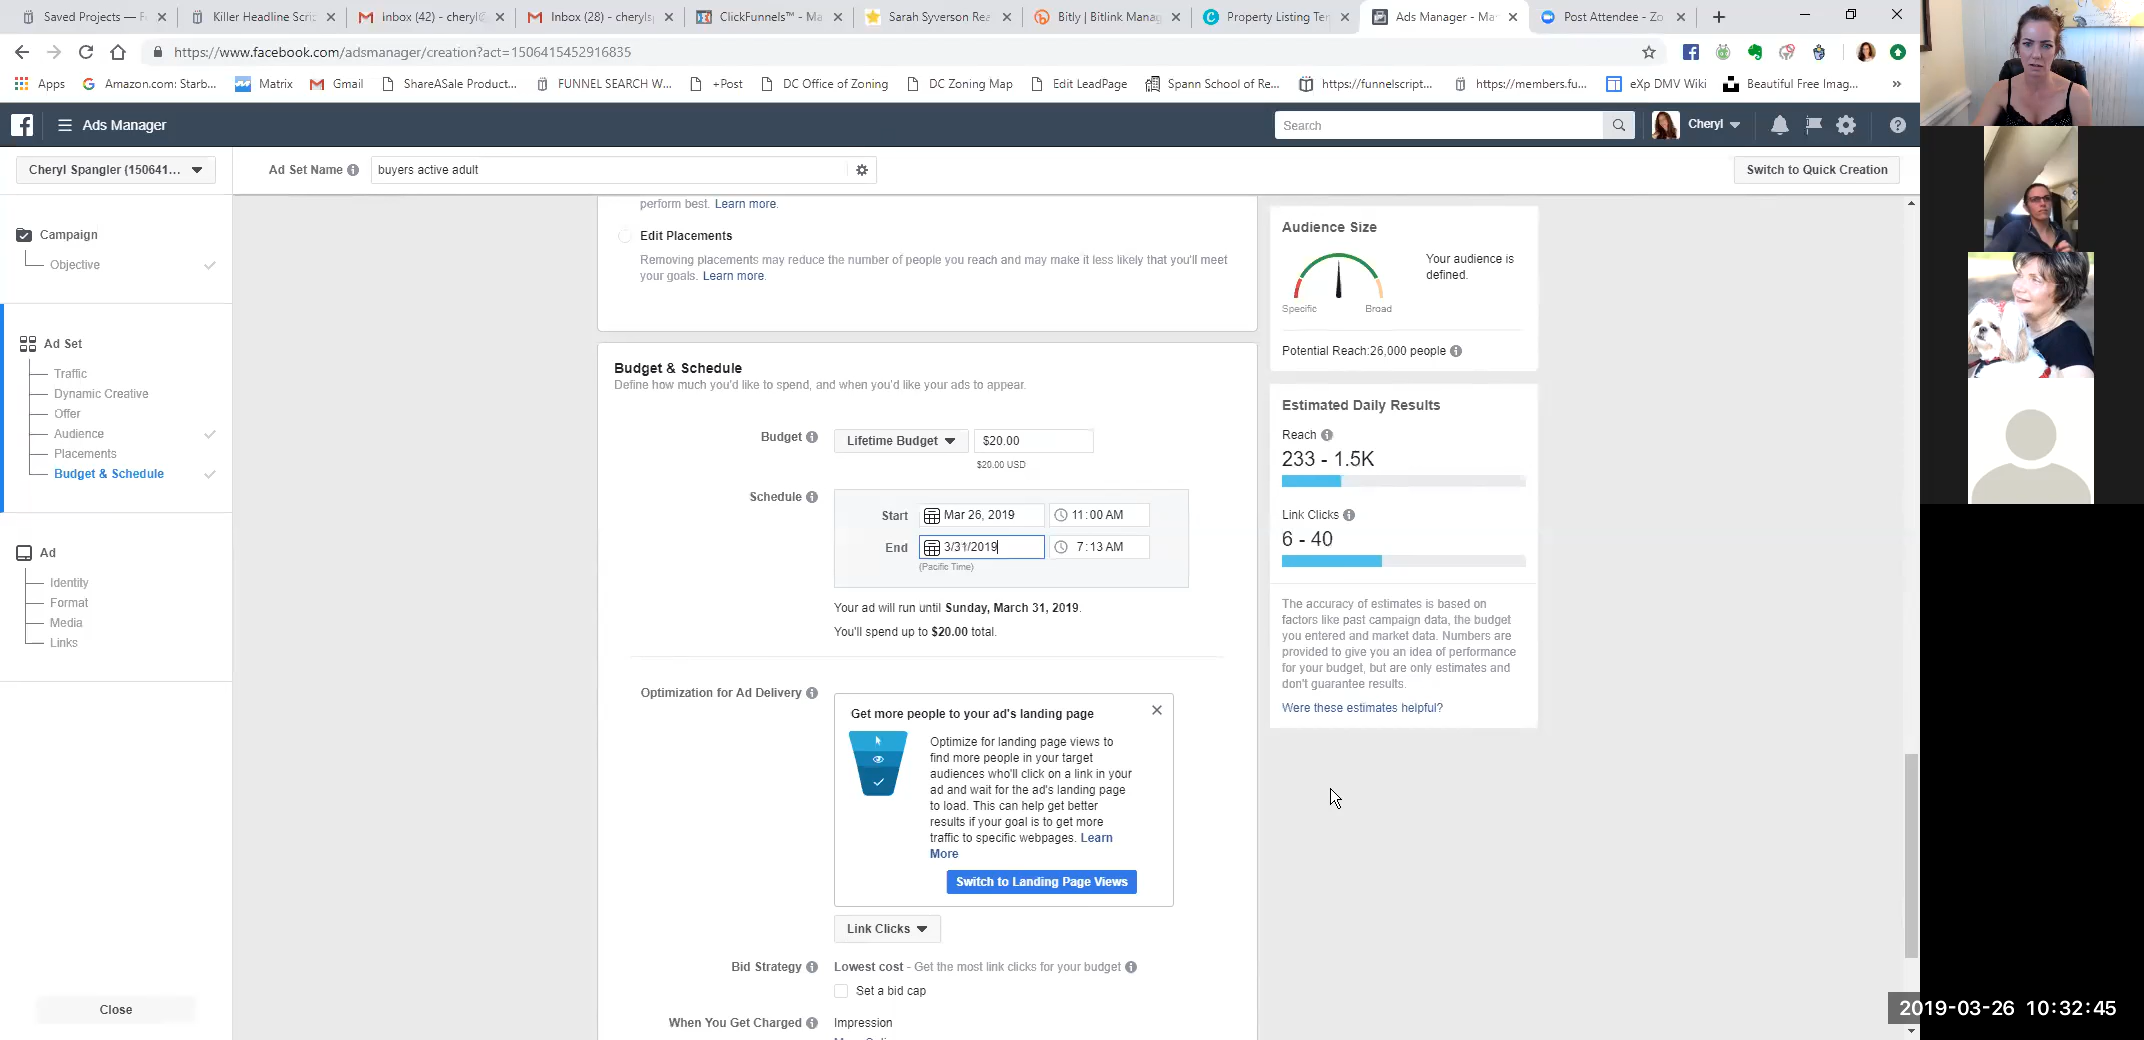 Saved Projects — F
Killer Headline Scri
Inbox (42) - cheryl@
Inbox (28) - cheryls
ClickFunnels™ - Ma
Sarah Syverson Rea
Bitly | Bitlink Manag
Property Listing Ter
Ads Manager - Ma
Post Attendee - Zo
https://www.facebook.com/adsmanager/creation?act=1506415452916835
Apps
Amazon.com: Starb...
Matrix
Gmail
ShareASale Product...
FUNNEL SEARCH W...
+Post
DC Office of Zoning
DC Zoning Map
Edit LeadPage
Spann School of Re...
https://funnelscript...
https://members.fu...
eXp DMV Wiki
Beautiful Free Imag...
»
Ads Manager
Search
Cheryl
Cheryl Spangler (150641...
Ad Set Name
buyers active adult
Switch to Quick Creation
Campaign
Objective
Ad Set
Traffic
Dynamic Creative
Offer
Audience
Placements
Budget & Schedule
Ad
Identity
Format
Media
Links
Close
perform best. Learn more.
Edit Placements
Removing placements may reduce the number of people you reach and may make it less likely that you'll meet
your goals. Learn more.
Budget & Schedule
Define how much you'd like to spend, and when you'd like your ads to appear.
Budget
Lifetime Budget
$20.00
$20.00 USD
Schedule
Start
Mar 26, 2019
11:00 AM
End
3/31/2019
7:13 AM
(Pacific Time)
Your ad will run until Sunday, March 31, 2019.
You'll spend up to $20.00 total.
Optimization for Ad Delivery
Get more people to your ad's landing page
Optimize for landing page views to
find more people in your target
audiences who'll click on a link in your
ad and wait for the ad's landing page
to load. This can help get better
results if your goal is to get more
traffic to specific webpages. Learn
More
Switch to Landing Page Views
Link Clicks
Bid Strategy
Lowest cost - Get the most link clicks for your budget
Set a bid cap
When You Get Charged
Impression
Audience Size
Your audience is
defined.
Specific
Broad
Potential Reach:26,000 people
Estimated Daily Results
Reach
233 - 1.5K
Link Clicks
6 - 40
The accuracy of estimates is based on
factors like past campaign data, the budget
you entered and market data. Numbers are
provided to give you an idea of performance
for your budget, but are only estimates and
don't guarantee results.
Were these estimates helpful?
2019-03-26 10:32:45